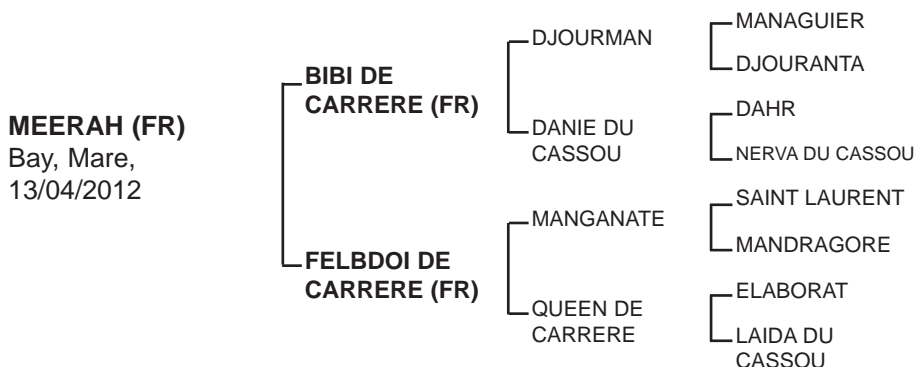 MEERAH (FR)
Bay, Mare,
13/04/2012
BIBI DE
CARRERE (FR)
FELBDOI DE
CARRERE (FR)
DJOURMAN
DANIE DU
CASSOU
MANGANATE
QUEEN DE
CARRERE
MANAGUIER
DJOURANTA
DAHR
NERVA DU CASSOU
SAINT LAURENT
MANDRAGORE
ELABORAT
LAIDA DU
CASSOU